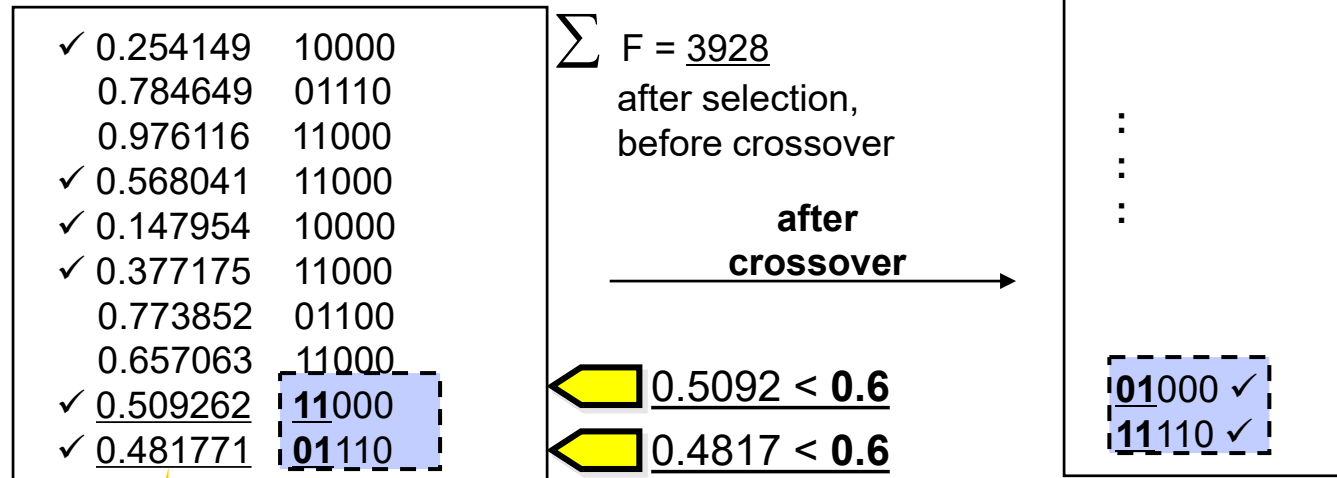 ✓ 0.254149 10000
0.784649 01110
0.976116 11000
✓ 0.568041 11000
✓ 0.147954 10000
✓ 0.377175 11000
0.773852 01100
0.657063 11000
✓ 0.509262 11000
✓ 0.481771 01110
∑ F = 3928
after selection,
before crossover
after
crossover
0.5092 < 0.6
0.4817 < 0.6
:
:
:
01000 ✓
11110 ✓